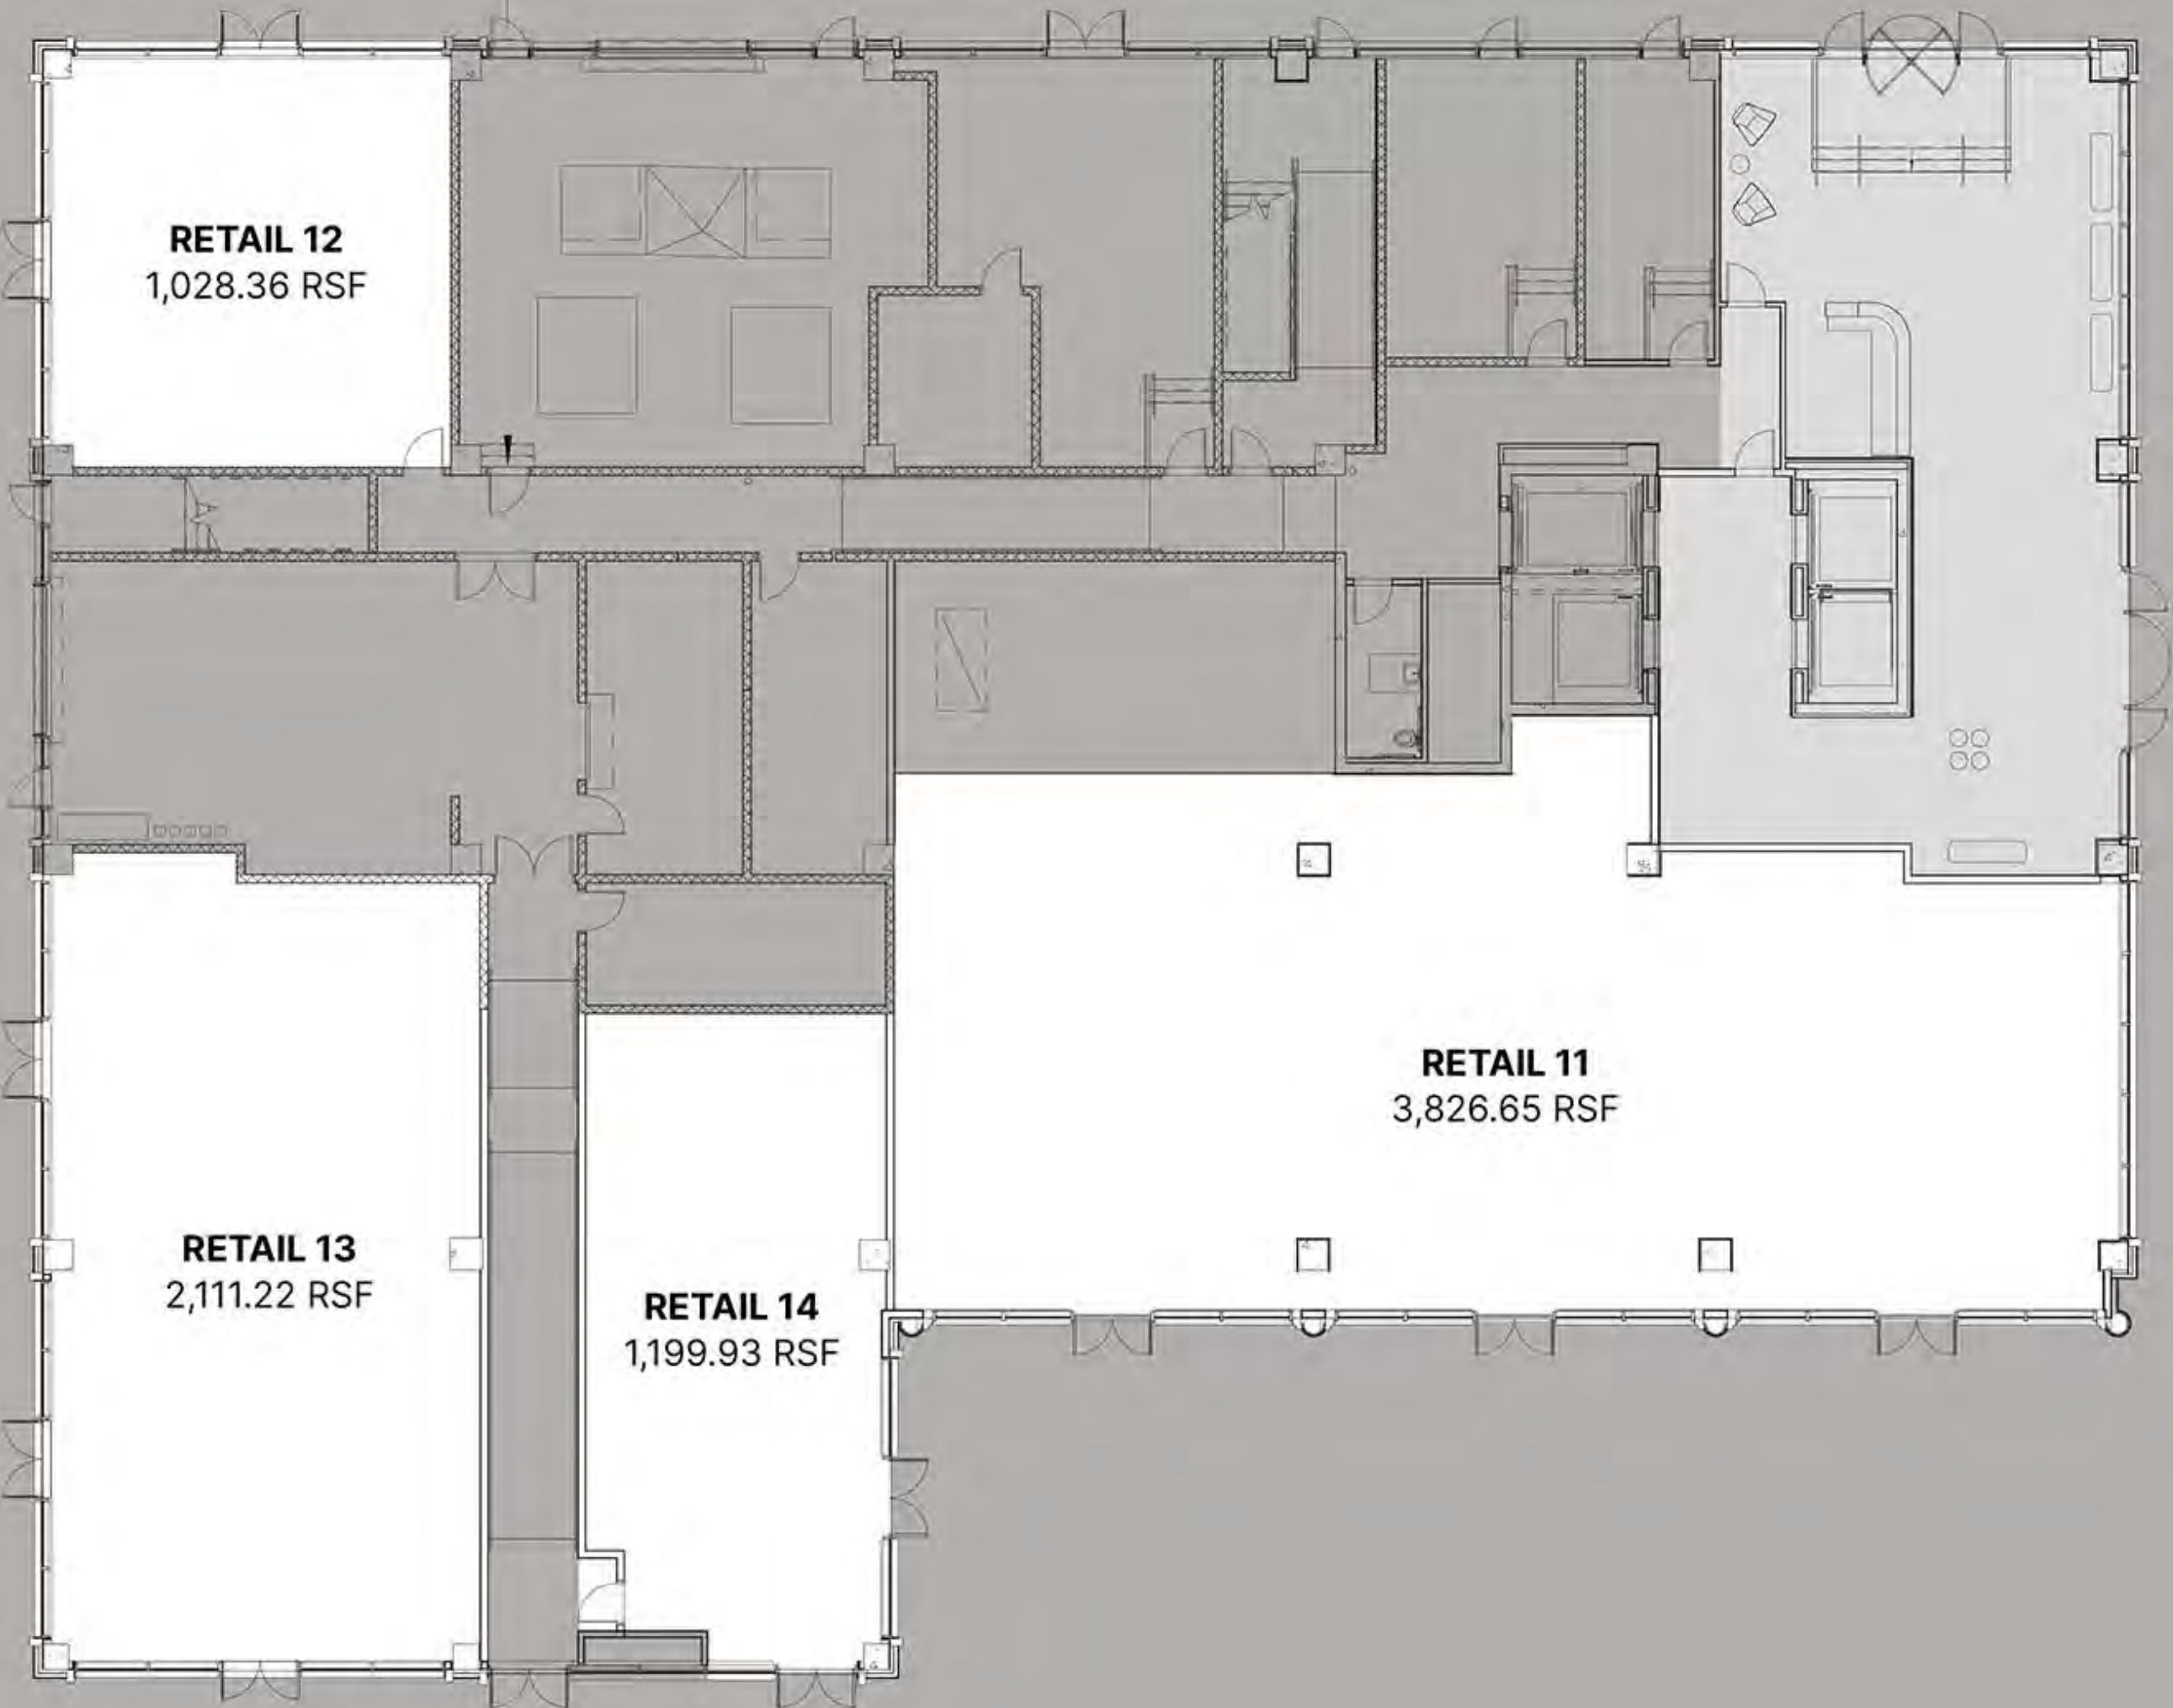 RETAIL 12
1,028.36 RSF
RETAIL 11
3,826.65 RSF
RETAIL 13
2,111.22 RSF
RETAIL 14
1,199.93 RSF